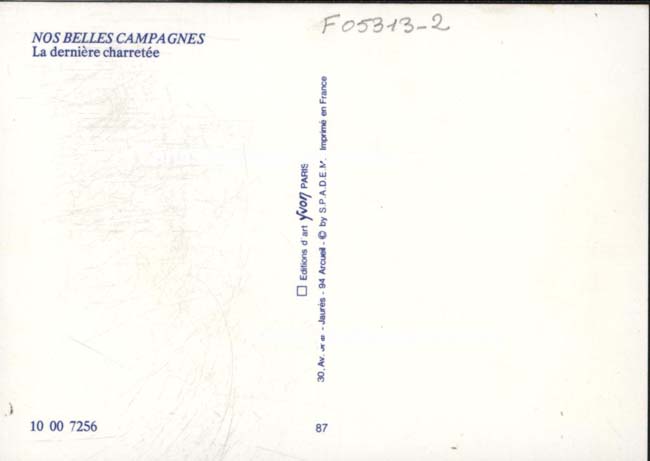 F05313-2
NOS BELLES CAMPAGNES
La dernière charretée
Editions d'art yvon PARIS
30, Av. - Jaurès - 94 Arcueil - © by S.P.A.D.E.M. Imprimé en France
10 00 7256
87